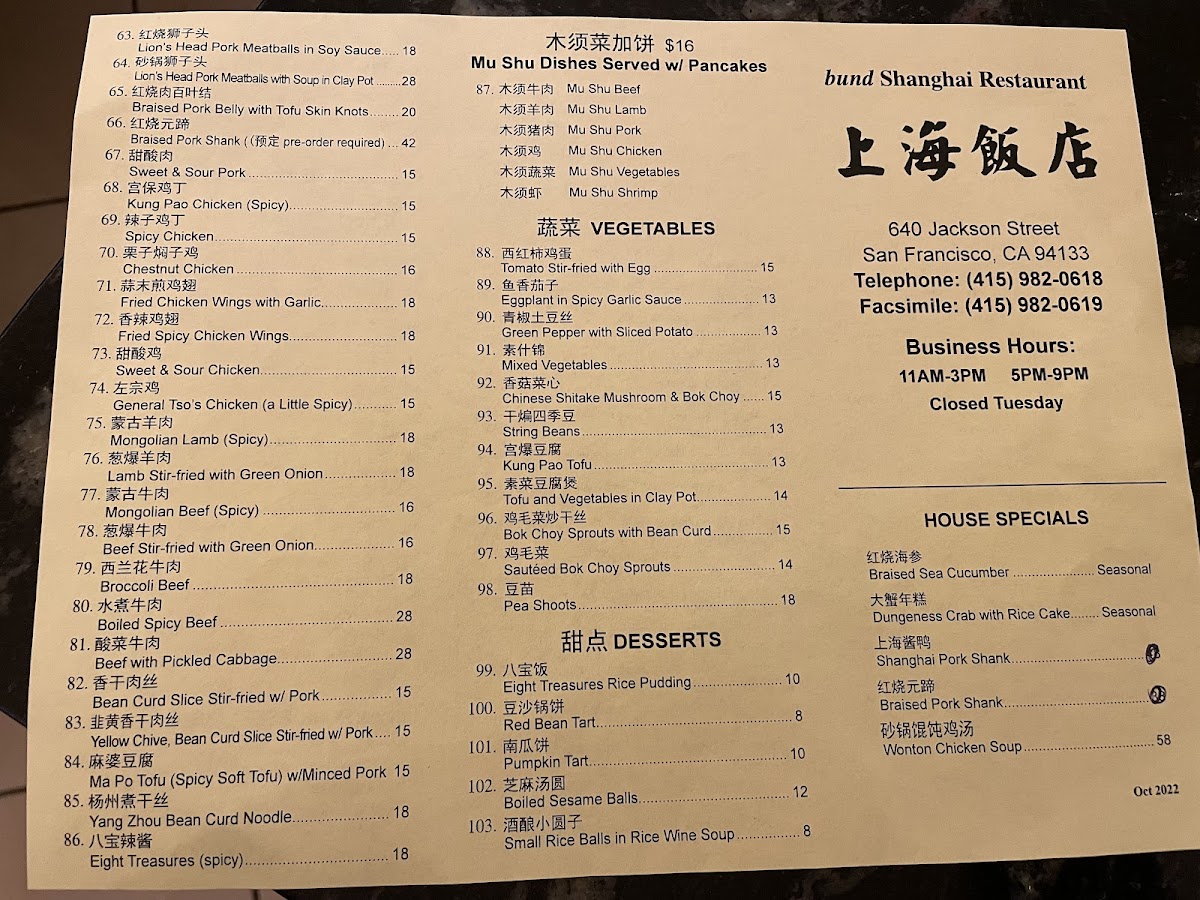 63. 红烧狮子头
Lion's Head Pork Meatballs in Soy Sauce..... 18
64. 砂锅狮子头
Lion's Head Pork Meatballs with Soup in Clay Pot ......... 28
65. 红烧肉百叶结
Braised Pork Belly with Tofu Skin Knots........ 20
66. 红烧元蹄
Braised Pork Shank ((预定 pre-order required) ... 42
67. 甜酸肉
Sweet & Sour Pork........ 15
68. 宫保鸡丁
Kung Pao Chicken (Spicy)........ 15
69. 辣子鸡丁
Spicy Chicken........ 15
70. 栗子焖子鸡
Chestnut Chicken ........ 16
71. 蒜末煎鸡翅
Fried Chicken Wings with Garlic........ 18
72. 香辣鸡翅
Fried Spicy Chicken Wings........ 18
73. 甜酸鸡
Sweet & Sour Chicken........ 15
74. 左宗鸡
General Tso's Chicken (a Little Spicy)........... 15
75. 蒙古羊肉
Mongolian Lamb (Spicy)........ 18
76. 葱爆羊肉
Lamb Stir-fried with Green Onion........ 18
77. 蒙古牛肉
Mongolian Beef (Spicy) ........ 16
78. 葱爆牛肉
Beef Stir-fried with Green Onion........ 16
79. 西兰花牛肉
Broccoli Beef ........ 18
80. 水煮牛肉
Boiled Spicy Beef ........ 28
81. 酸菜牛肉
Beef with Pickled Cabbage........ 28
82. 香干肉丝
Bean Curd Slice Stir-fried w/ Pork........ 15
83. 韭黄香干肉丝
Yellow Chive, Bean Curd Slice Stir-fried w/ Pork.... 15
84. 麻婆豆腐
Ma Po Tofu (Spicy Soft Tofu) w/Minced Pork 15
85. 杨州煮干丝
Yang Zhou Bean Curd Noodle........ 18
86. 八宝辣酱
Eight Treasures (spicy)........ 18
木须菜加饼 $16
Mu Shu Dishes Served w/ Pancakes
87. 木须牛肉 Mu Shu Beef
木须羊肉 Mu Shu Lamb
木须猪肉 Mu Shu Pork
木须鸡 Mu Shu Chicken
木须蔬菜 Mu Shu Vegetables
木须虾 Mu Shu Shrimp
蔬菜 VEGETABLES
88. 西红柿鸡蛋
Tomato Stir-fried with Egg ........ 15
89. 鱼香茄子
Eggplant in Spicy Garlic Sauce ........ 13
90. 青椒土豆丝
Green Pepper with Sliced Potato ........ 13
91. 素什锦
Mixed Vegetables ........ 13
92. 香菇菜心
Chinese Shitake Mushroom & Bok Choy ...... 15
93. 干煸四季豆
String Beans........ 13
94. 宫爆豆腐
Kung Pao Tofu........ 13
95. 素菜豆腐煲
Tofu and Vegetables in Clay Pot........ 14
96. 鸡毛菜炒干丝
Bok Choy Sprouts with Bean Curd........ 15
97. 鸡毛菜
Sautéed Bok Choy Sprouts ........ 14
98. 豆苗
Pea Shoots........ 18
甜点 DESSERTS
99. 八宝饭
Eight Treasures Rice Pudding........ 10
100. 豆沙锅饼
Red Bean Tart........ 8
101. 南瓜饼
Pumpkin Tart........ 10
102. 芝麻汤圆
Boiled Sesame Balls........ 12
103. 酒酿小圆子
Small Rice Balls in Rice Wine Soup ........ 8
bund Shanghai Restaurant
上海飯店
640 Jackson Street
San Francisco, CA 94133
Telephone: (415) 982-0618
Facsimile: (415) 982-0619
Business Hours:
11AM-3PM 5PM-9PM
Closed Tuesday
HOUSE SPECIALS
红烧海参
Braised Sea Cucumber ........ Seasonal
大蟹年糕
Dungeness Crab with Rice Cake........ Seasonal
上海酱鸭
Shanghai Pork Shank........
红烧元蹄
Braised Pork Shank........
砂锅馄饨鸡汤
Wonton Chicken Soup........ 58
Oct 2022